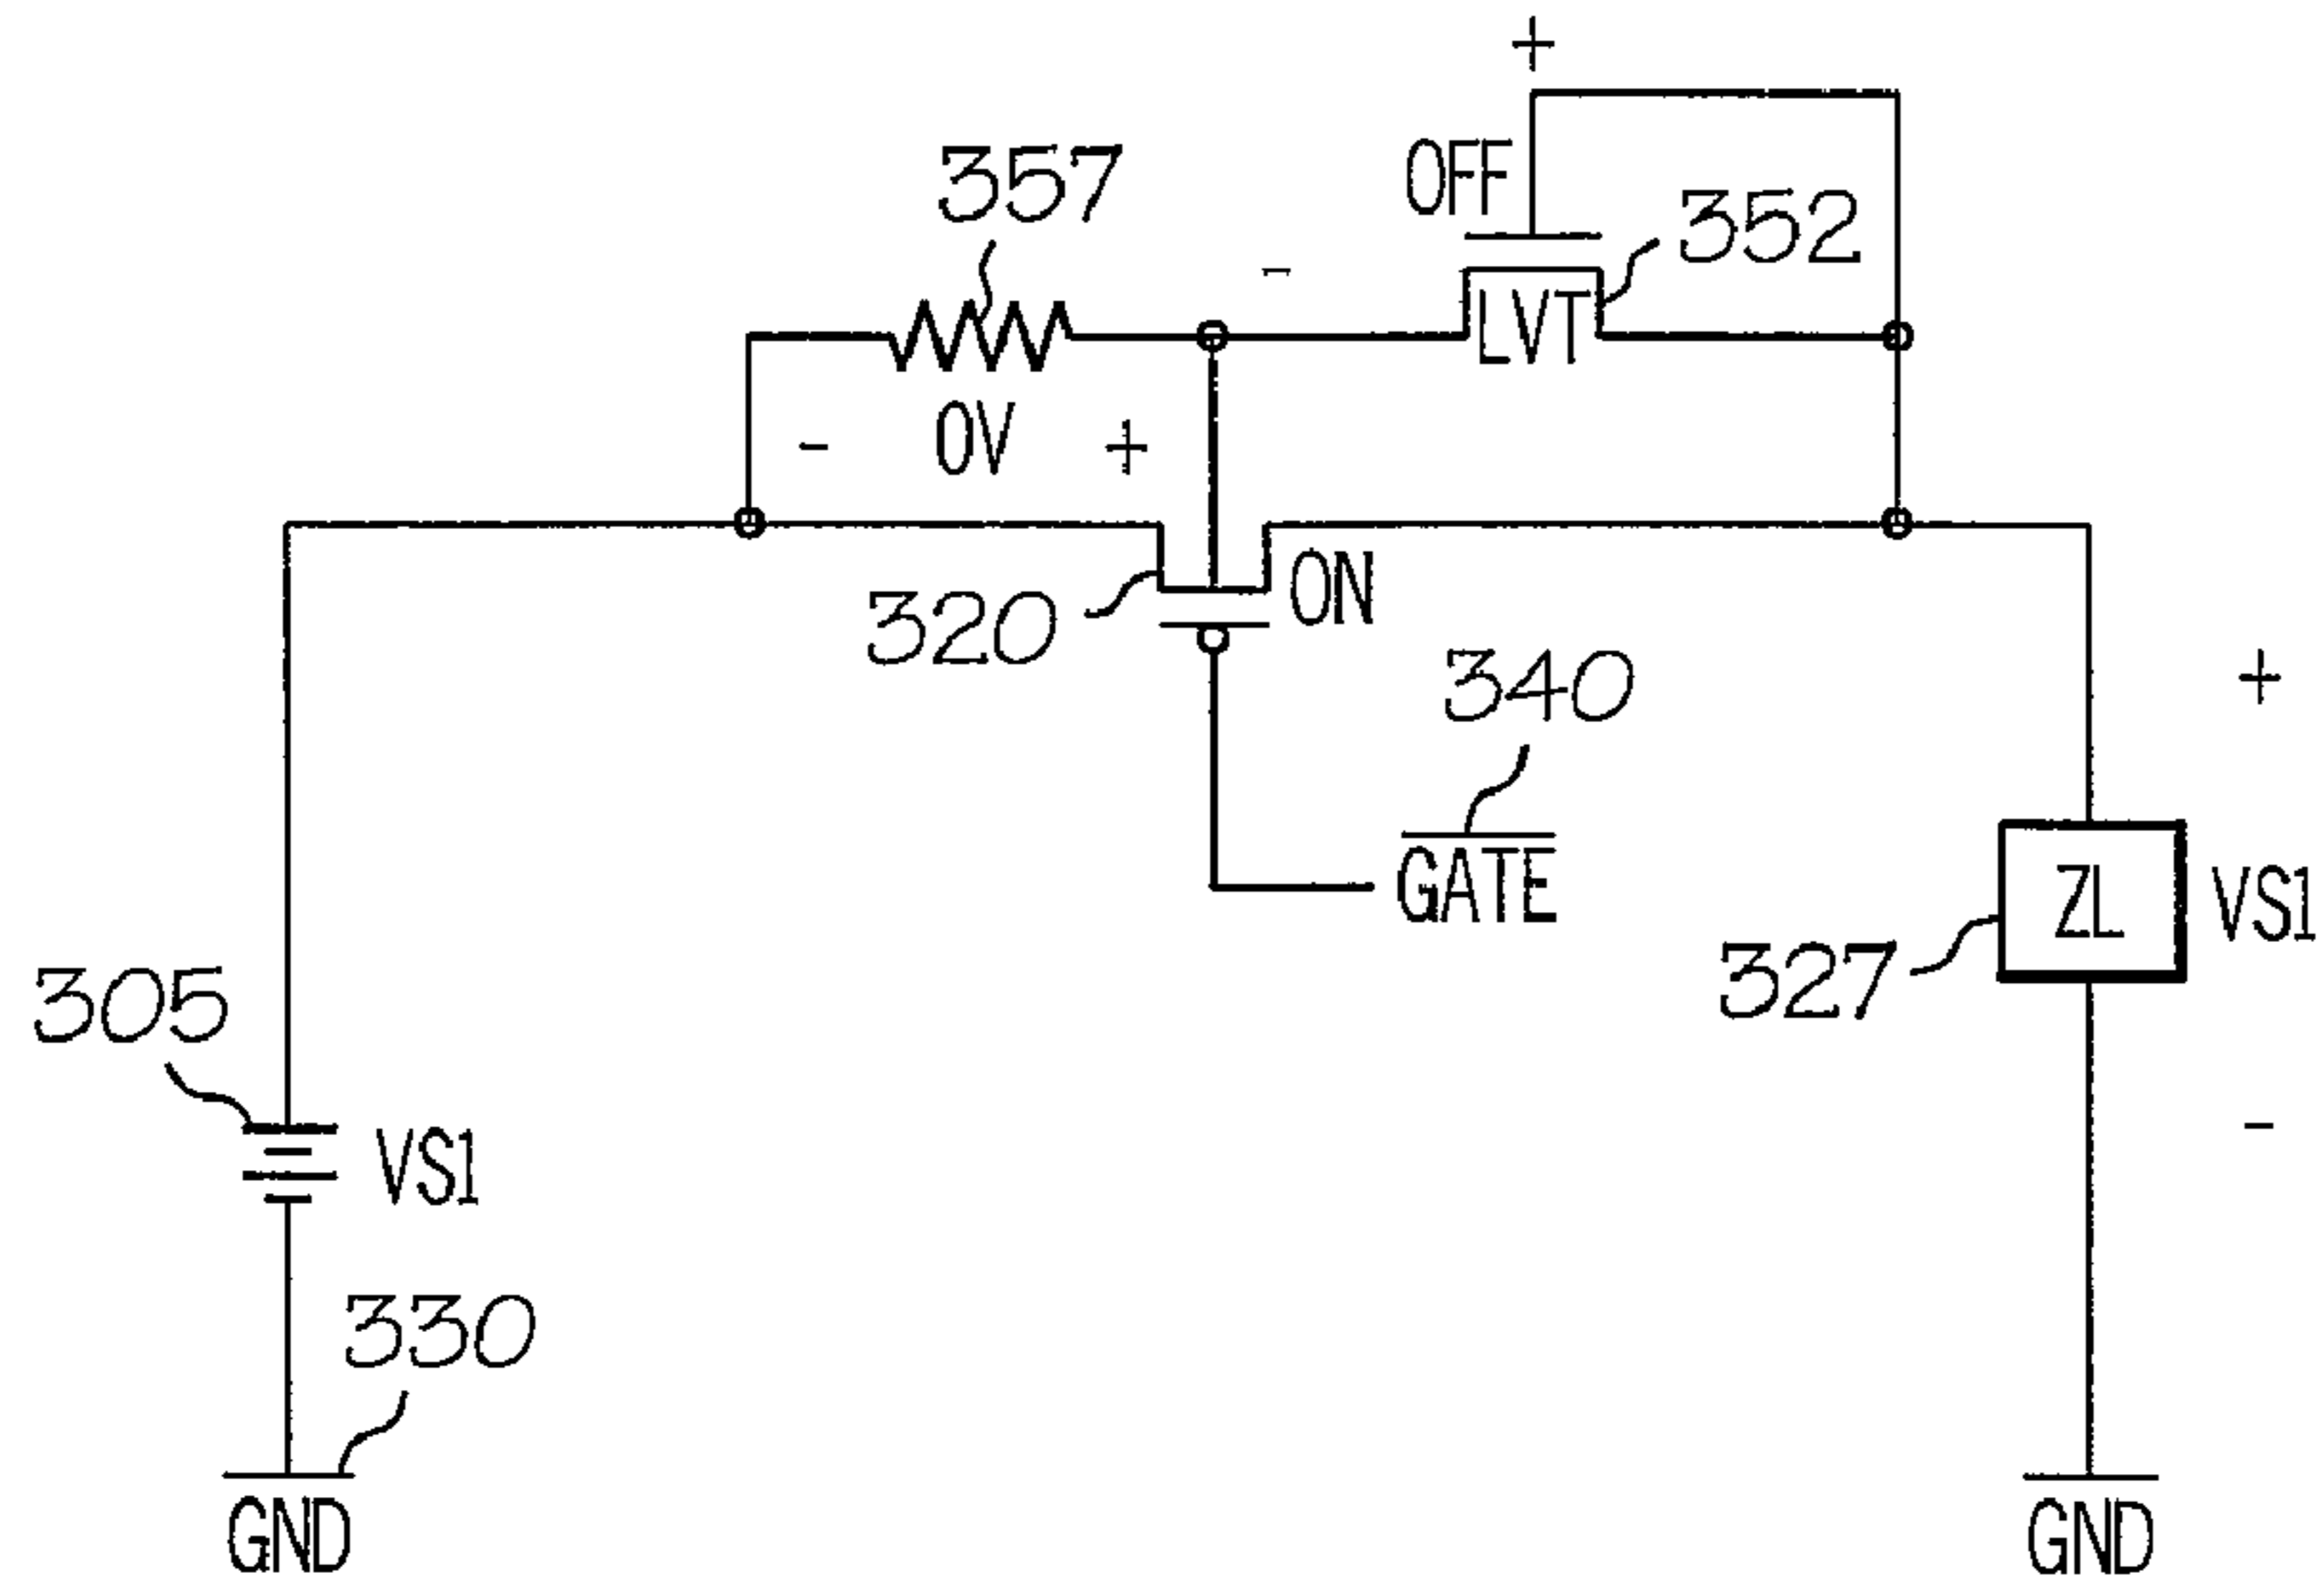 +
OFF
357
352
-
LVT
- 0V +
320
ON
340
+
GATE
ZL
VS1
327
305
VS1
-
330
GND
GND